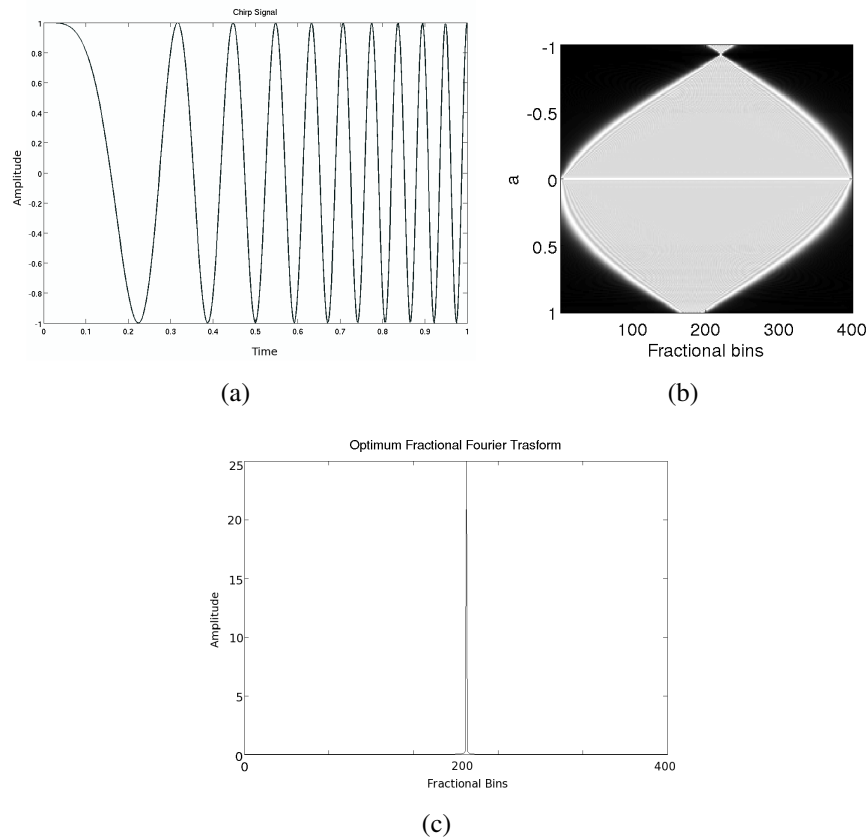 Chirp Signal
1
0.8
0.6
0.4
0.2
0
-0.2
-0.4
-0.6
-0.8
-1
0 0.1 0.2 0.3 0.4 0.5 0.6 0.7 0.8 0.9 1
Amplitude
Time
(a)
-1
-0.5
0
0.5
1
a
100 200 300 400
Fractional bins
(b)
Optimum Fractional Fourier Trasform
25
20
15
10
5
0
Amplitude
0 200 400
Fractional Bins
(c)